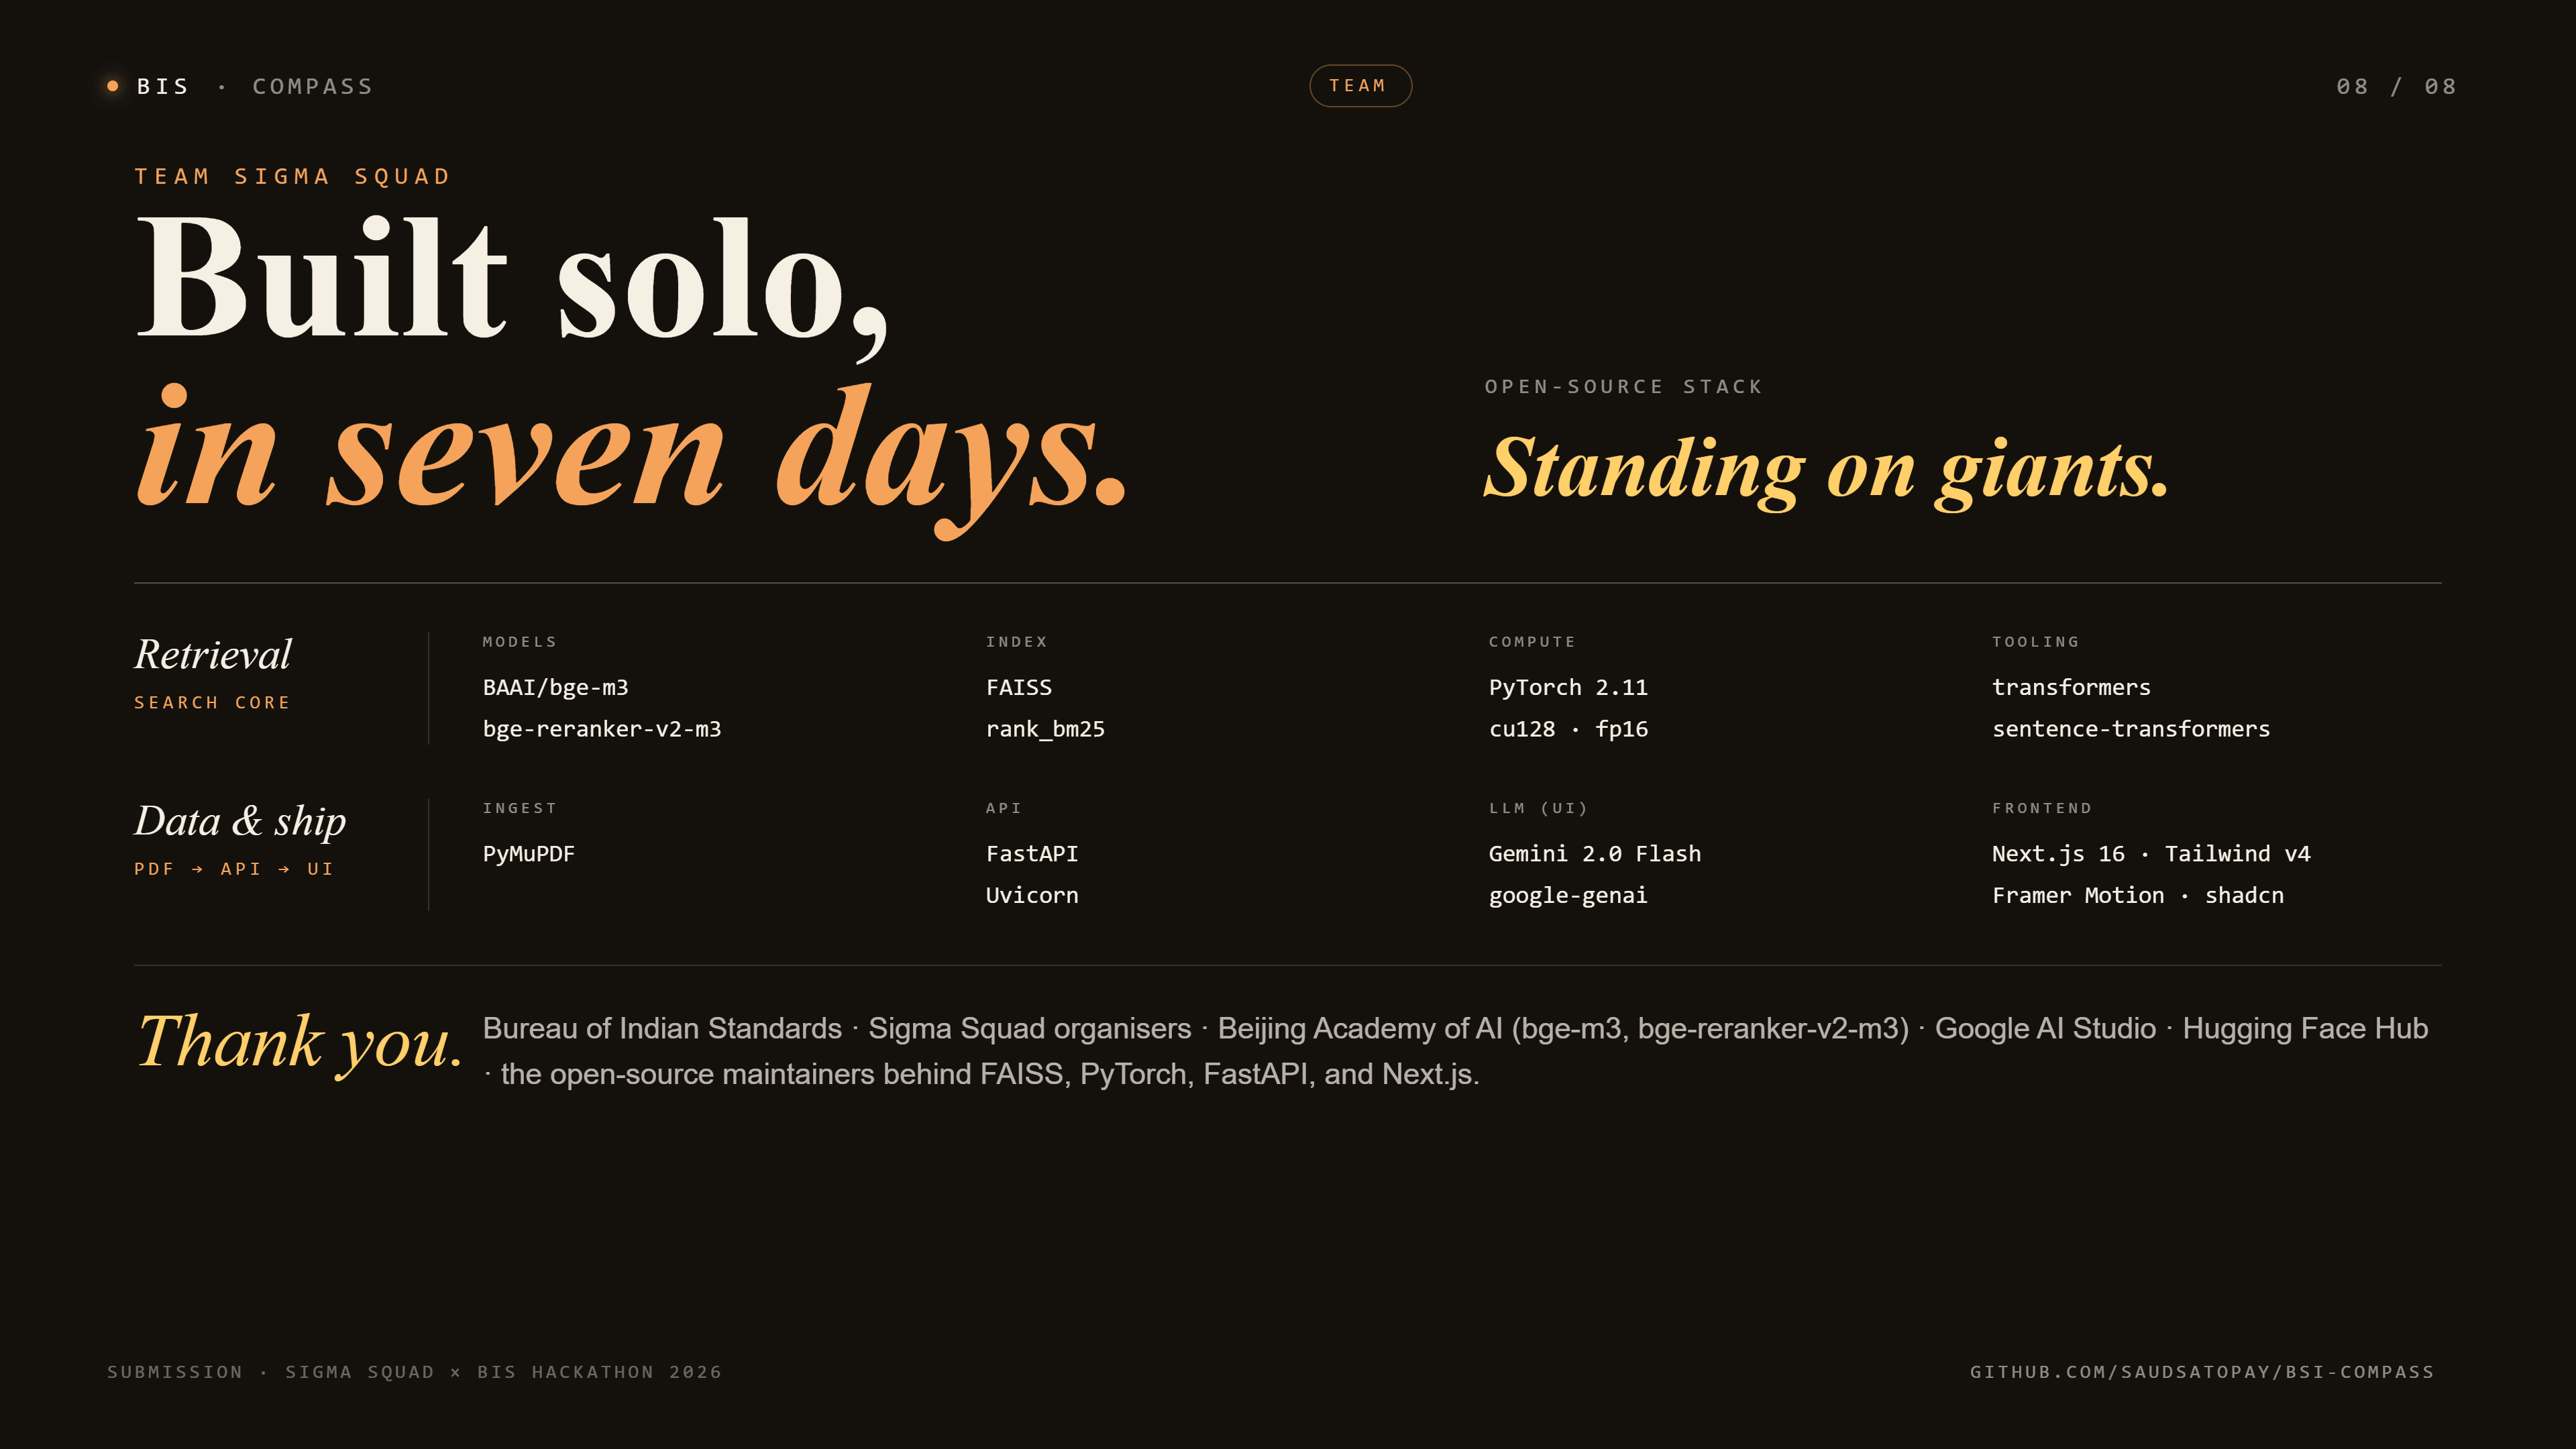 BIS · COMPASS
TEAM
08 / 08
TEAM SIGMA SQUAD
Built solo,
in seven days.
OPEN-SOURCE STACK
Standing on giants.
Retrieval
SEARCH CORE
MODELS
BAAI/bge-m3
bge-reranker-v2-m3
INDEX
FAISS
rank_bm25
COMPUTE
PyTorch 2.11
cu128 · fp16
TOOLING
transformers
sentence-transformers
Data & ship
PDF → API → UI
INGEST
PyMuPDF
API
FastAPI
Uvicorn
LLM (UI)
Gemini 2.0 Flash
google-genai
FRONTEND
Next.js 16 · Tailwind v4
Framer Motion · shadcn
Thank you.
Bureau of Indian Standards · Sigma Squad organisers · Beijing Academy of AI (bge-m3, bge-reranker-v2-m3) · Google AI Studio · Hugging Face Hub
· the open-source maintainers behind FAISS, PyTorch, FastAPI, and Next.js.
SUBMISSION · SIGMA SQUAD × BIS HACKATHON 2026
GITHUB.COM/SAUDSATOPAY/BSI-COMPASS